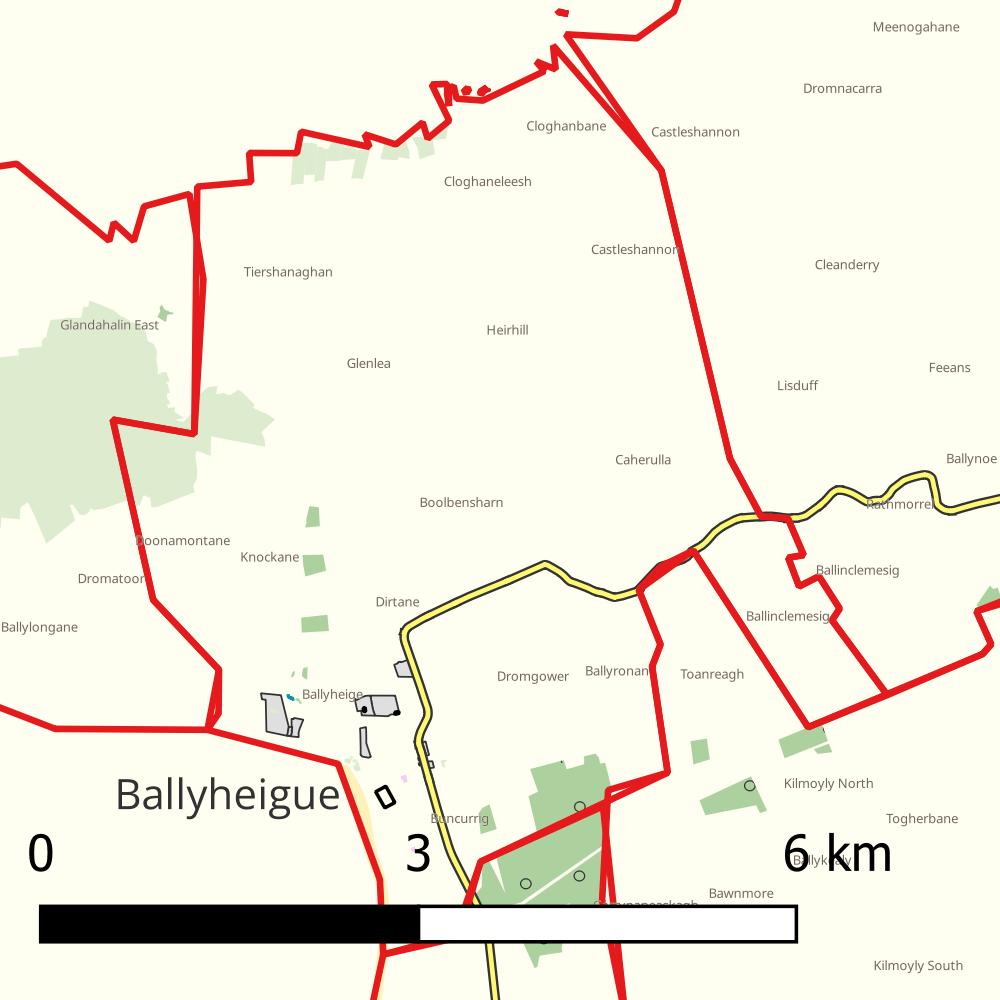 Meenogahane
Dromnacarra
Cloghanbane
Castleshannon
Cloghaneleesh
Castleshannon
Cleanderry
Tiershanaghan
Glandahalin East
Heirhill
Glenlea
Feeans
Lisduff
Caherulla
Ballynoe
Boolbensharn
Rathmorrel
Doonamontane
Knockane
Ballinclemesig
Dromatoor
Dirtane
Ballinclemesig
Ballylongane
Dromgower
Ballyronan
Toanreagh
Ballyheige
Kilmoyly North
Ballyheigue
Buncurrig
Togherbane
0 3 6 km
Bawnmore
Kilmoyly South